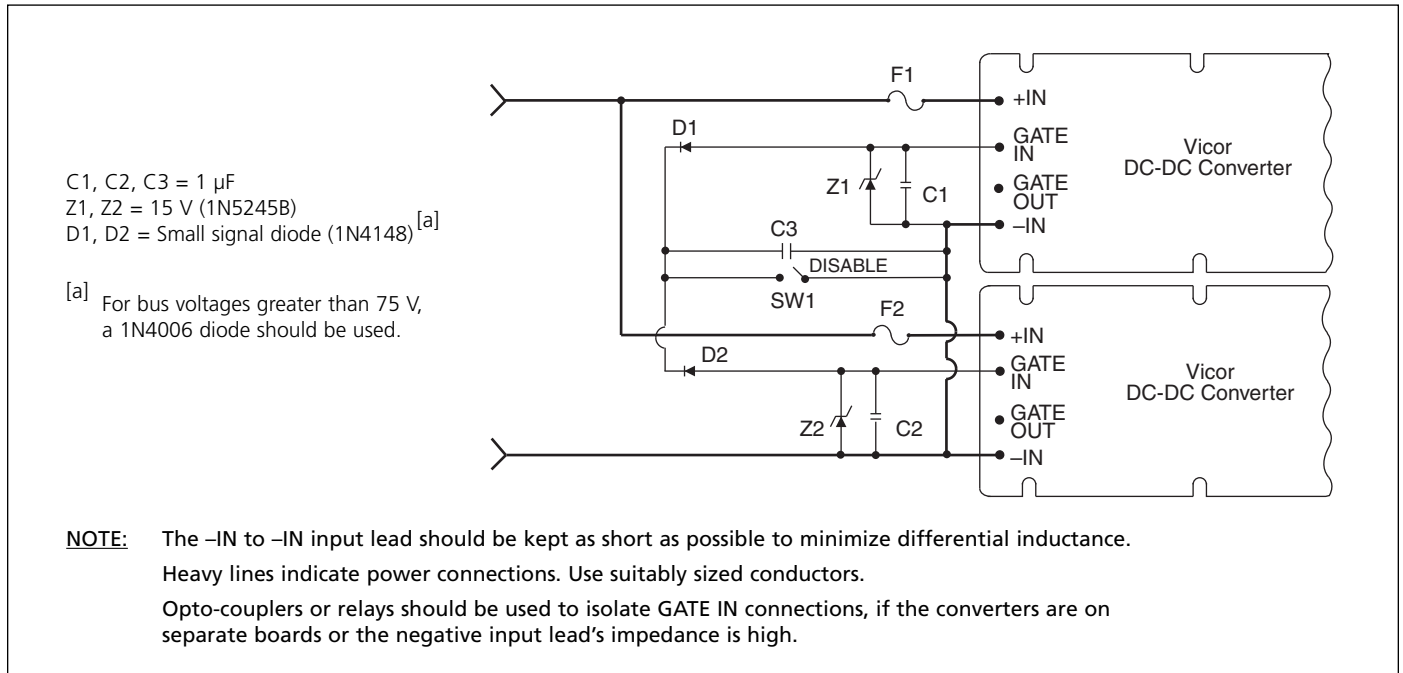 F1
+IN
D1
GATE
IN
Vicor
DC-DC Converter
C1, C2, C3 = 1 µF
Z1, Z2 = 15 V (1N5245B)
D1, D2 = Small signal diode (1N4148) [a]
Z1
C1
GATE
OUT
–IN
C3
DISABLE
SW1
[a] For bus voltages greater than 75 V,
a 1N4006 diode should be used.
F2
+IN
D2
GATE
IN
Vicor
DC-DC Converter
Z2
C2
GATE
OUT
–IN
NOTE: The –IN to –IN input lead should be kept as short as possible to minimize differential inductance.
Heavy lines indicate power connections. Use suitably sized conductors.
Opto-couplers or relays should be used to isolate GATE IN connections, if the converters are on
separate boards or the negative input lead's impedance is high.